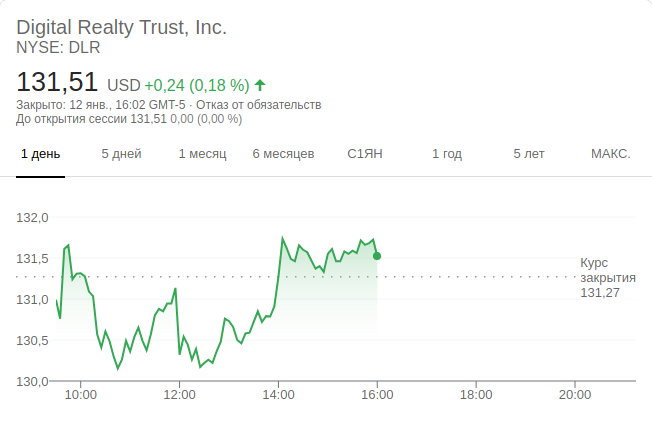 Digital Realty Trust, Inc.
NYSE: DLR
131,51 USD +0,24 (0,18 %)
Закрыто: 12 янв., 16:02 GMT-5 · Отказ от обязательств
До открытия сессии 131,51 0,00 (0,00 %)
1 день 5 дней 1 месяц 6 месяцев С1ЯН 1 год 5 лет МАКС.
132,0
131,5
131,0
130,5
130,0
Курс
закрытия
131,27
10:00 12:00 14:00 16:00 18:00 20:00